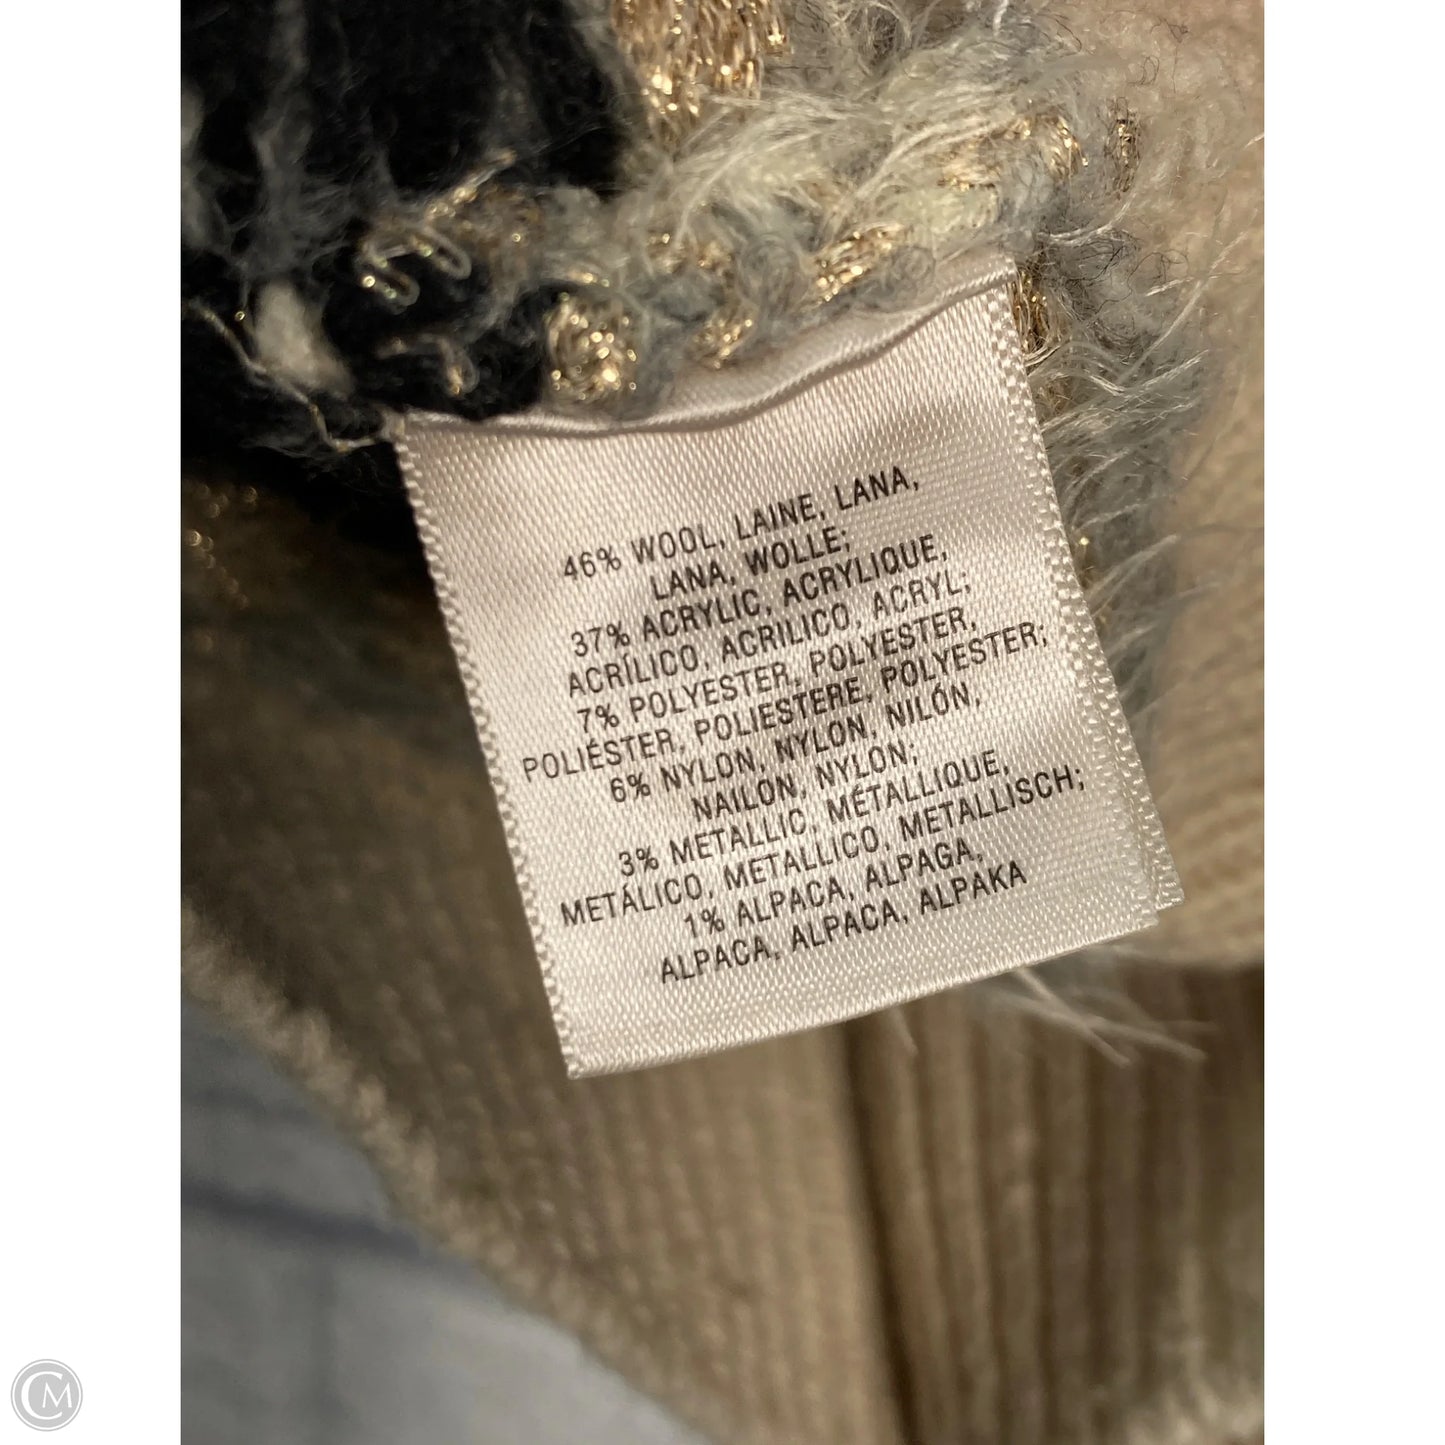 46% WOOL, LAINE, LANA,
LANA, WOLLE;
37% ACRYLIC, ACRYLIQUE,
ACRÍLICO, ACRILICO, ACRYL;
7% POLYESTER, POLYESTER,
POLIÉSTER, POLIESTERE, POLYESTER;
6% NYLON, NYLON, NILÓN,
NAILON, NYLON;
3% METALLIC, MÉTALLIQUE,
METÁLICO, METALLICO, METALLISCH;
1% ALPACA, ALPAGA,
ALPACA, ALPACA, ALPAKA
CM